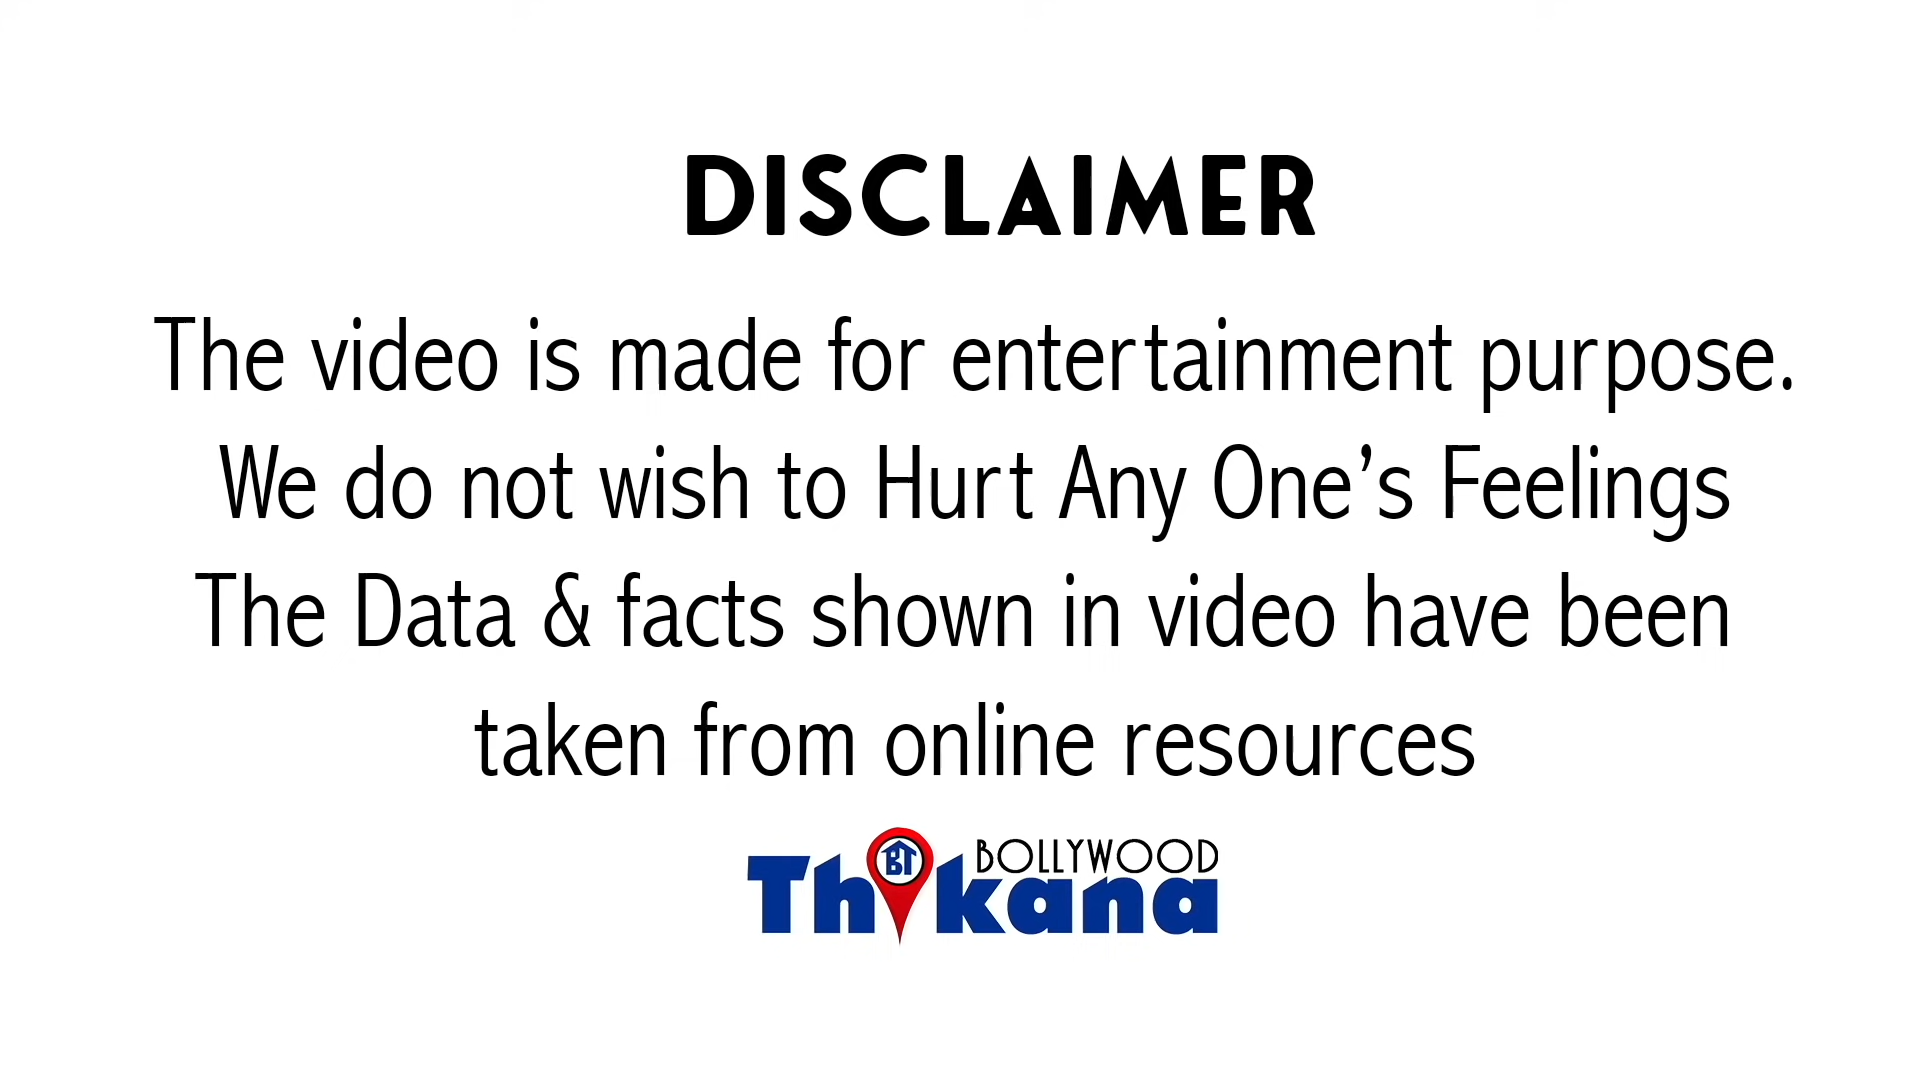 DISCLAIMER
The video is made for entertainment purpose.
We do not wish to Hurt Any One’s Feelings
The Data & facts shown in video have been
taken from online resources
BT
BOLLYWOOD
Thikana